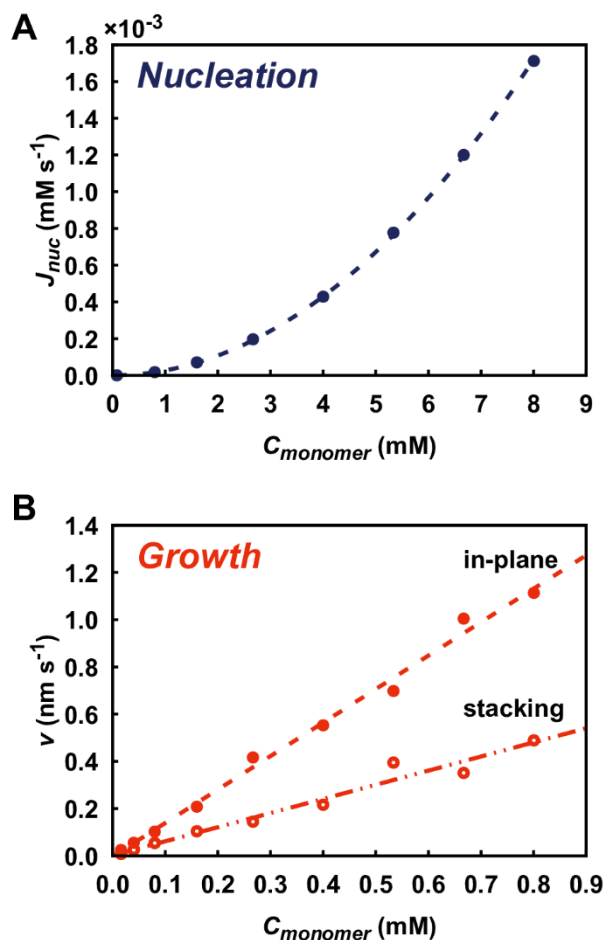 A
×10⁻³
Nucleation
1.8
1.6
1.4
1.2
1.0
0.8
0.6
0.4
0.2
0.0
J_nuc (mM s⁻¹)
0 1 2 3 4 5 6 7 8 9
C_monomer (mM)
B
Growth
in-plane
stacking
1.4
1.2
1.0
0.8
0.6
0.4
0.2
0.0
v (nm s⁻¹)
0.0 0.1 0.2 0.3 0.4 0.5 0.6 0.7 0.8 0.9
C_monomer (mM)